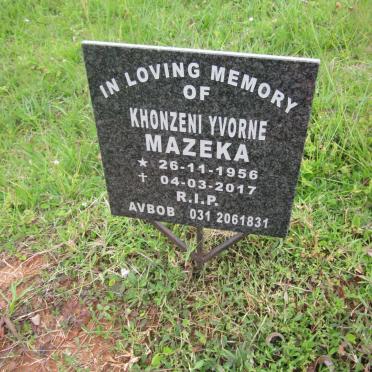 IN LOVING MEMORY
OF
KHONZENI YVORNE
MAZEKA
★ 26-11-1956
✝ 04-03-2017
R.I.P.
AVBOB 031 2061831